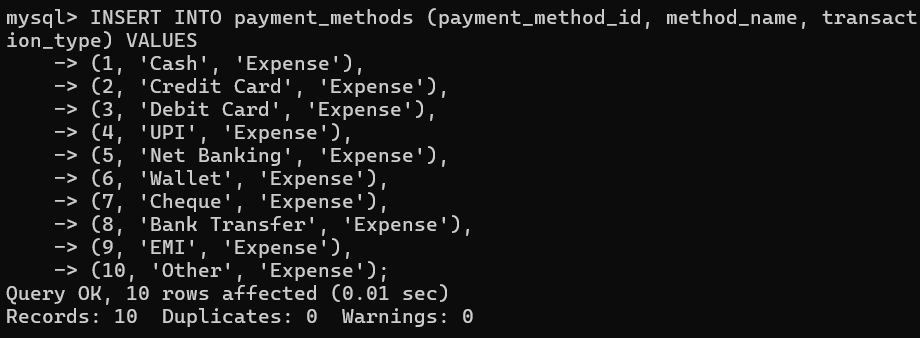 mysql> INSERT INTO payment_methods (payment_method_id, method_name, transact
ion_type) VALUES
    -> (1, 'Cash', 'Expense'),
    -> (2, 'Credit Card', 'Expense'),
    -> (3, 'Debit Card', 'Expense'),
    -> (4, 'UPI', 'Expense'),
    -> (5, 'Net Banking', 'Expense'),
    -> (6, 'Wallet', 'Expense'),
    -> (7, 'Cheque', 'Expense'),
    -> (8, 'Bank Transfer', 'Expense'),
    -> (9, 'EMI', 'Expense'),
    -> (10, 'Other', 'Expense');
Query OK, 10 rows affected (0.01 sec)
Records: 10  Duplicates: 0  Warnings: 0